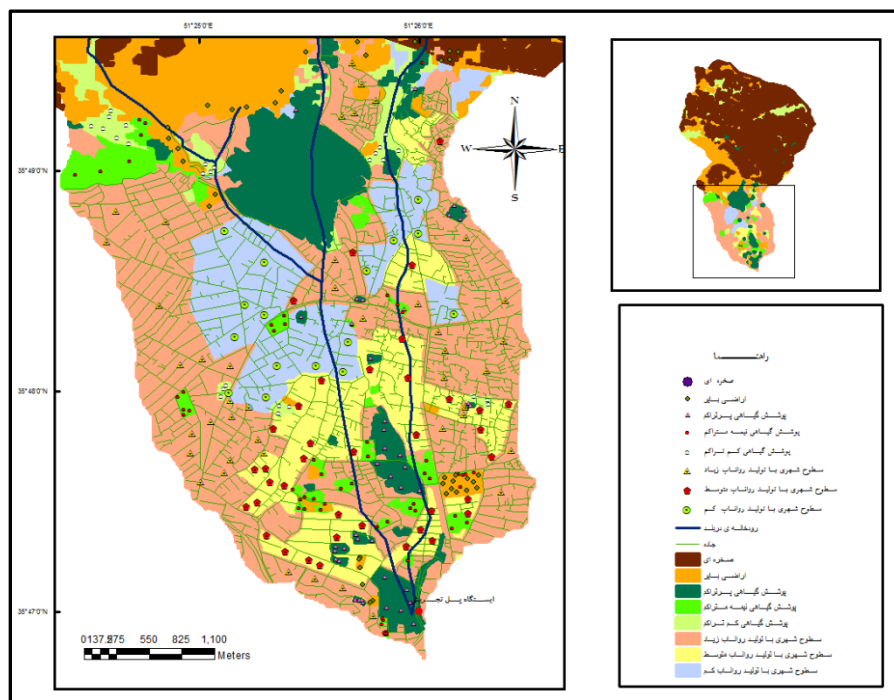 51°25'0"E
51°26'0"E
N
W
E
S
35°49'0"N
35°48'0"N
35°47'0"N
ایستگاه پل تجریش
0137.5275 550 825 1,100
Meters
راهنما
صخره ای
اراضی بایر
پوشش گیاهی پرتراکم
پوشش گیاهی نیمه متراکم
پوشش گیاهی کم تراکم
سطوح شهری با تولید رواناب زیاد
سطوح شهری با تولید رواناب متوسط
سطوح شهری با تولید رواناب کم
رودخانه ی دربند
جاده
صخره ای
اراضی بایر
پوشش گیاهی پرتراکم
پوشش گیاهی نیمه متراکم
پوشش گیاهی کم تراکم
سطوح شهری با تولید رواناب زیاد
سطوح شهری با تولید رواناب متوسط
سطوح شهری با تولید رواناب کم